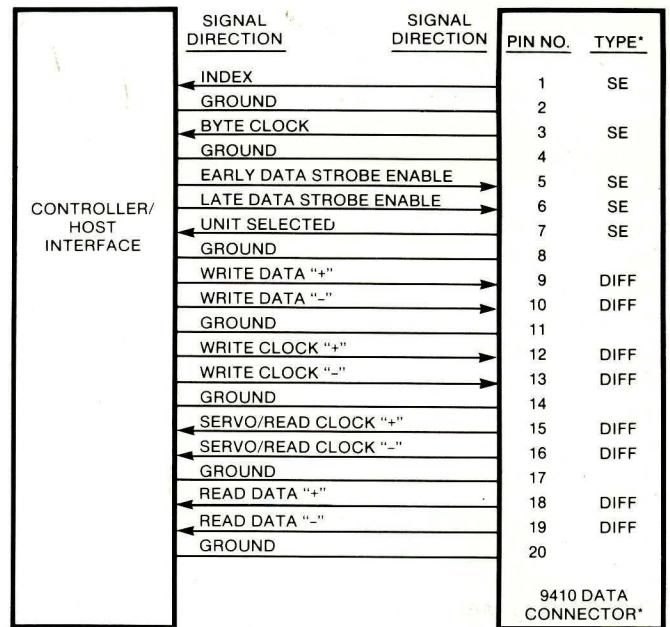 SIGNAL DIRECTION SIGNAL DIRECTION PIN NO. TYPE*
INDEX 1 SE
GROUND 2
BYTE CLOCK 3 SE
GROUND 4
EARLY DATA STROBE ENABLE 5 SE
LATE DATA STROBE ENABLE 6 SE
CONTROLLER/
HOST
INTERFACE
UNIT SELECTED 7 SE
GROUND 8
WRITE DATA "+" 9 DIFF
WRITE DATA "-" 10 DIFF
GROUND 11
WRITE CLOCK "+" 12 DIFF
WRITE CLOCK "-" 13 DIFF
GROUND 14
SERVO/READ CLOCK "+" 15 DIFF
SERVO/READ CLOCK "-" 16 DIFF
GROUND 17
READ DATA "+" 18 DIFF
READ DATA "-" 19 DIFF
GROUND 20
9410 DATA
CONNECTOR*